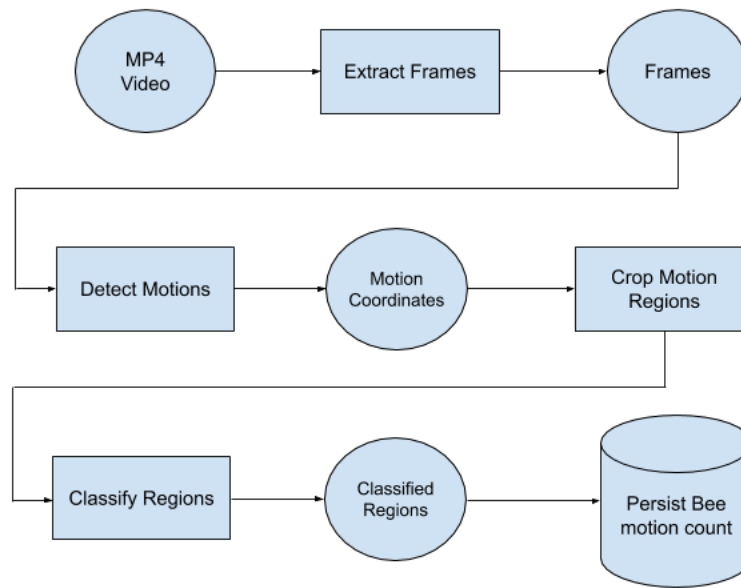 MP4
Video
Extract Frames
Frames
Detect Motions
Motion
Coordinates
Crop Motion
Regions
Classify Regions
Classified
Regions
Persist Bee
motion count